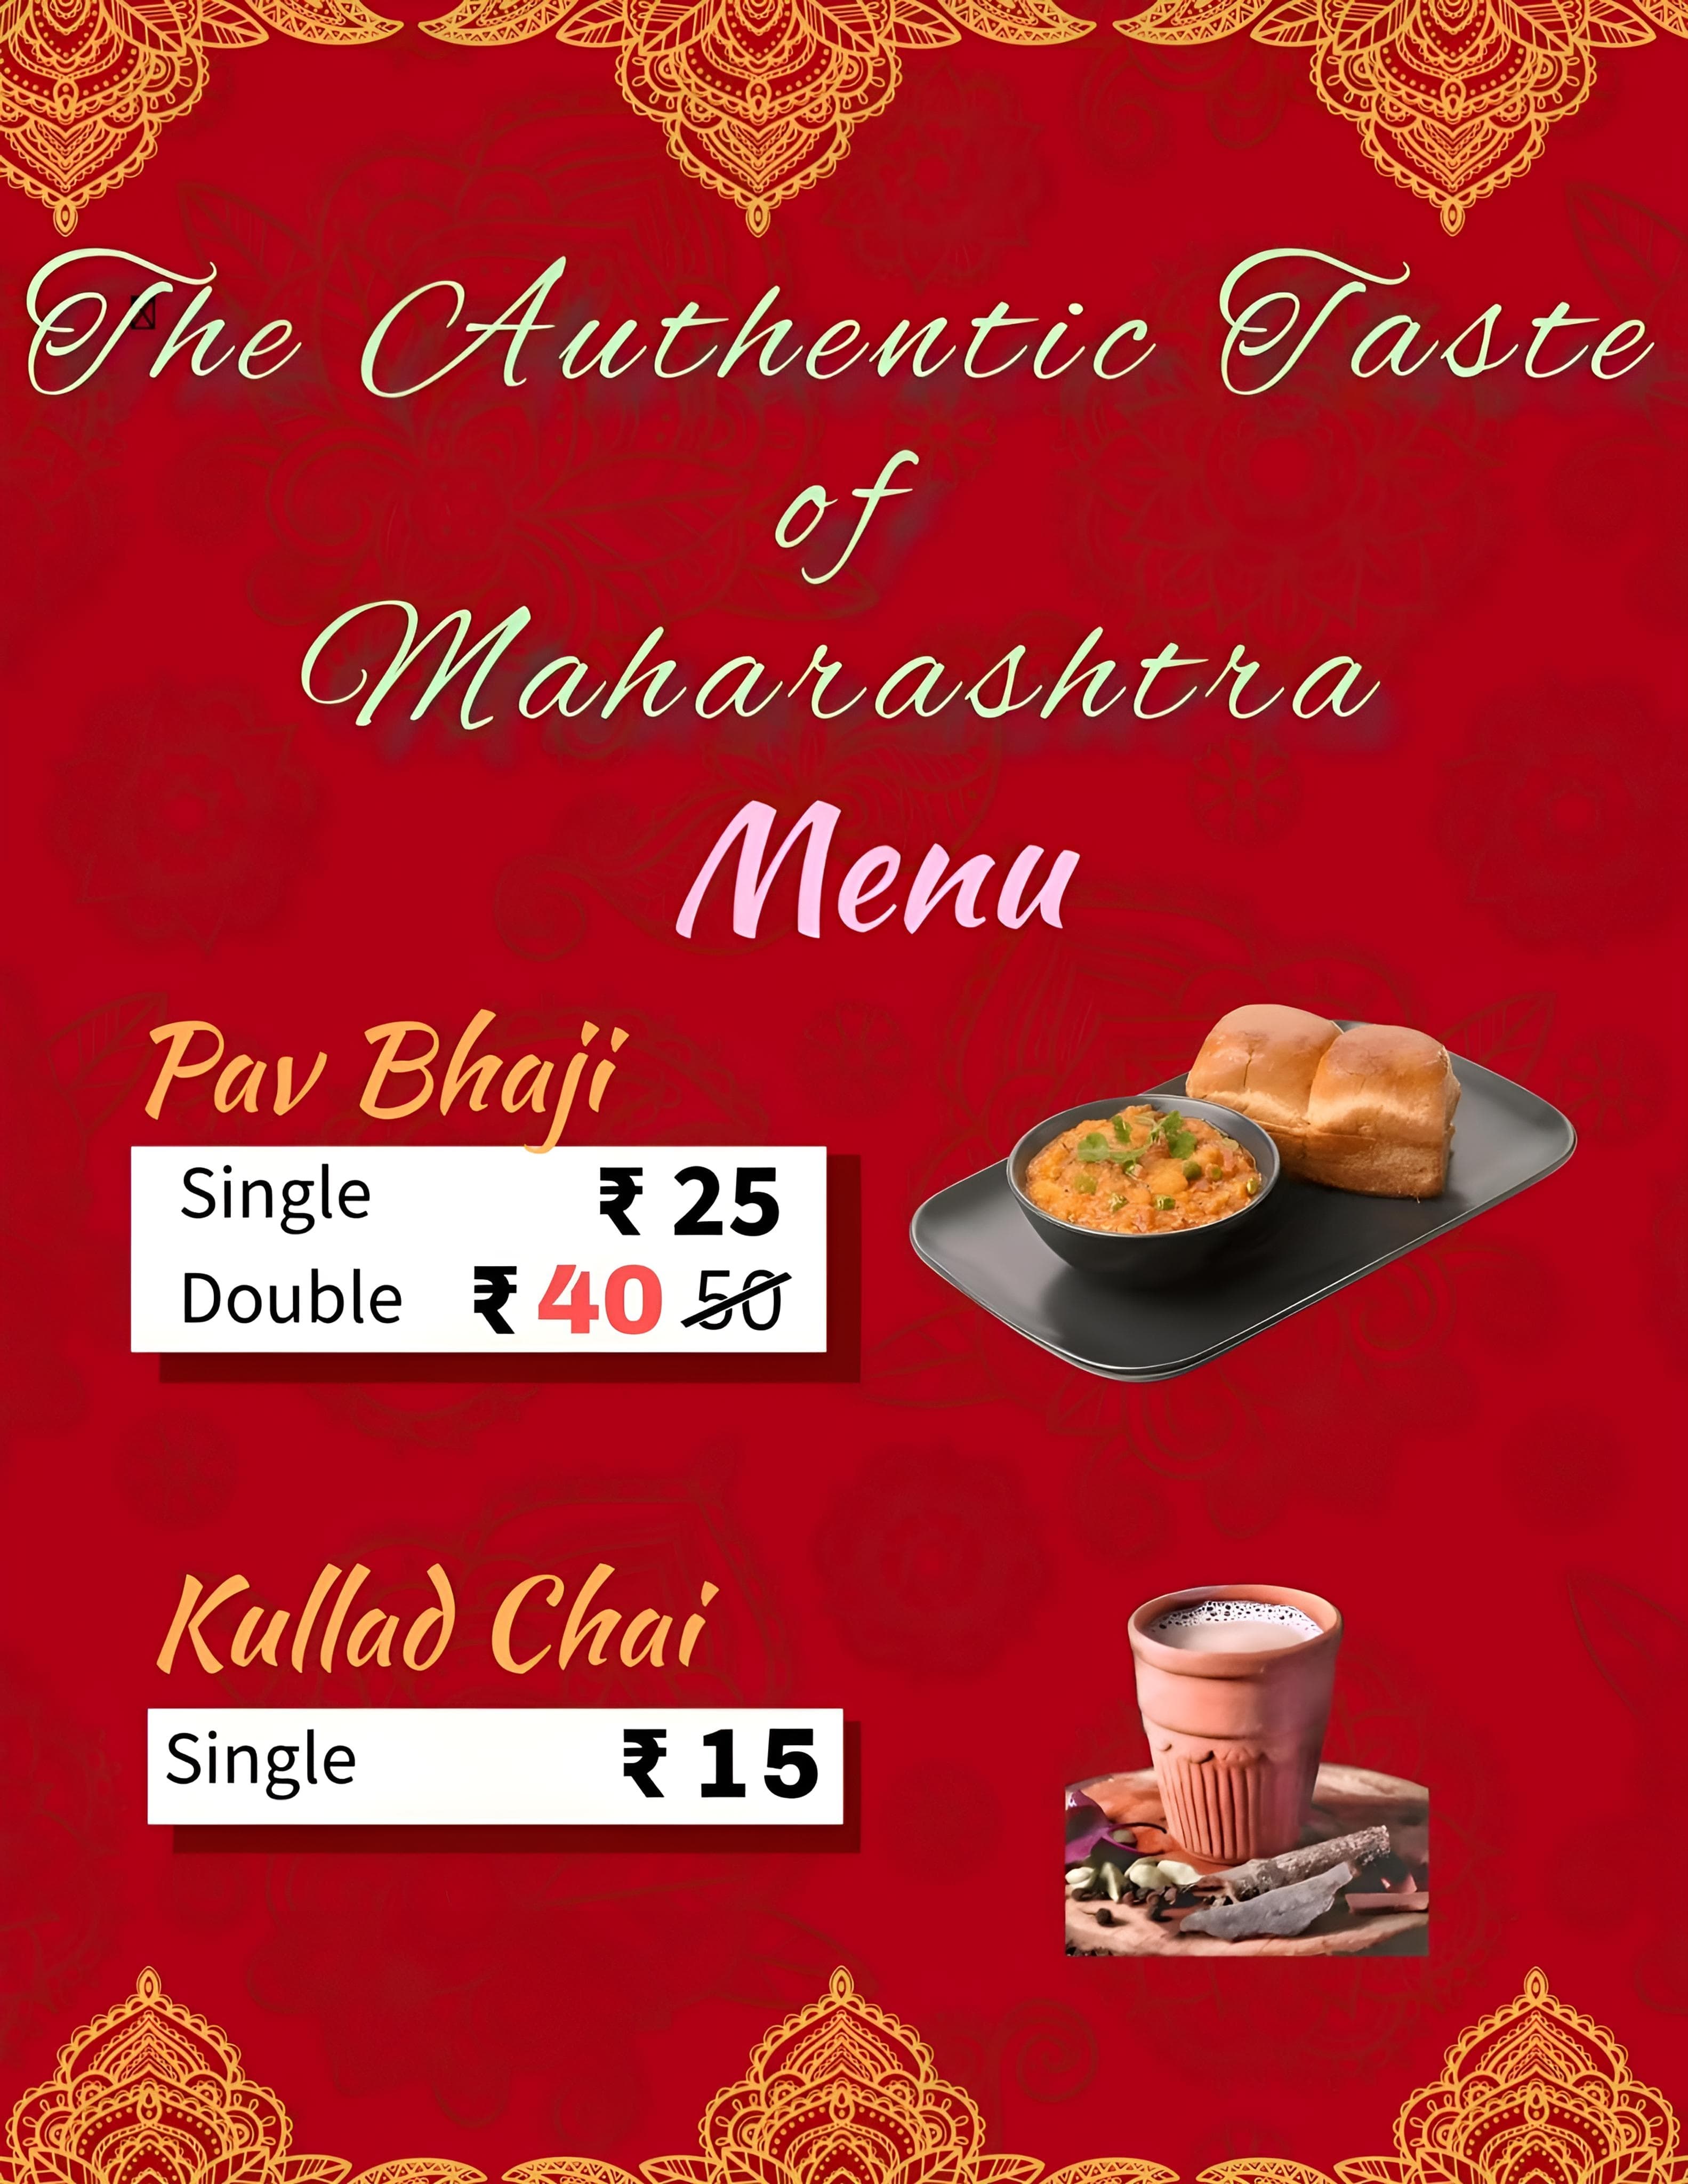 The Authentic Taste
of
Maharashtra
Menu
Pav Bhaji
Single ₹ 25
Double ₹ 40 50
Kullad Chai
Single ₹ 15